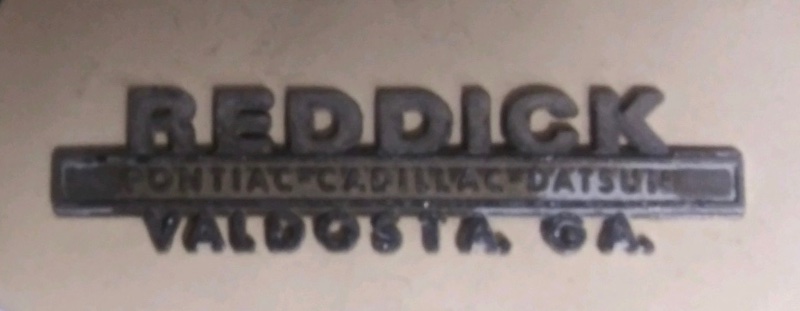 REDDICK
PONTIAC-CADILLAC-DATSUN
VALDOSTA, GA.